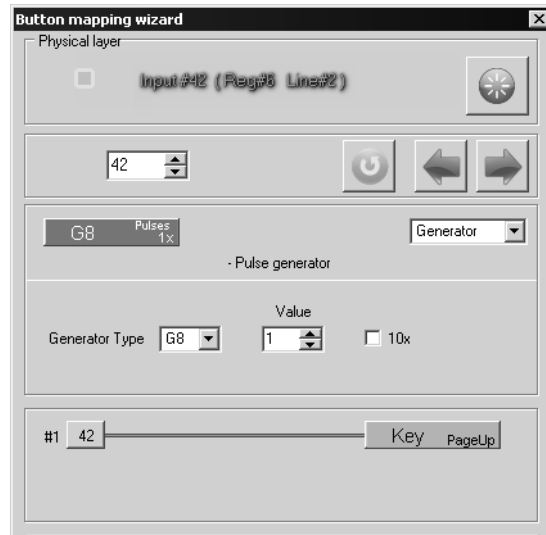 Button mapping wizard
Physical layer
Input#42 (Reg#6 Line#2)
42
G8 Pulses 1x
Generator
- Pulse generator
Value
Generator Type G8 1 10x
#1 42 Key PageUp